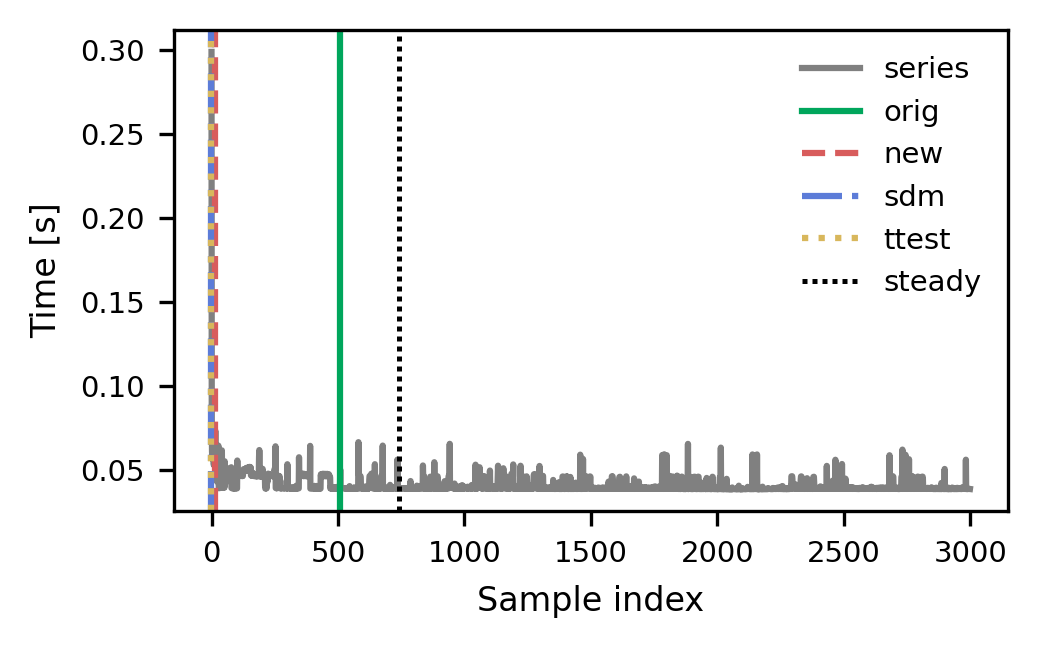 0.30
0.25
0.20
0.15
0.10
0.05
Time [s]
series
orig
new
sdm
ttest
steady
0 500 1000 1500 2000 2500 3000
Sample index